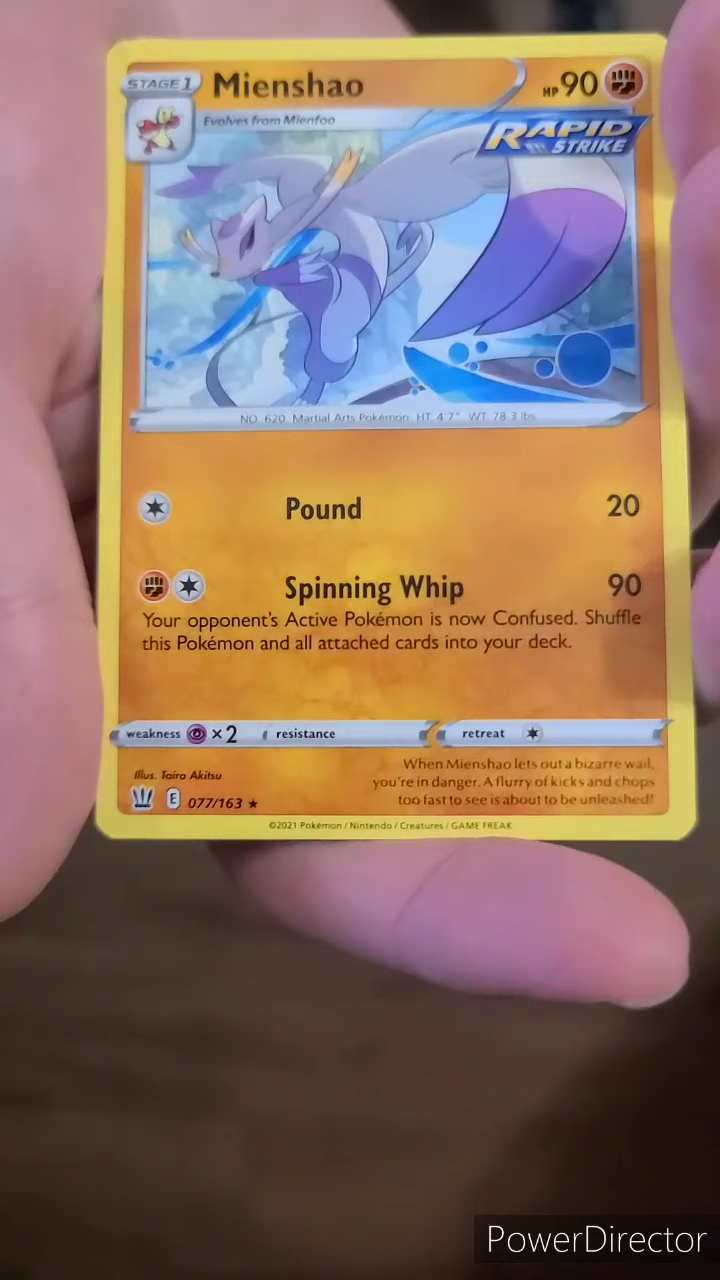 STAGE 1 Mienshao HP 90
Evolves from Mienfoo
RAPID
STRIKE
NO. 620 Martial Arts Pokémon HT: 4'7" WT: 78.3 lbs.
Pound 20
Spinning Whip 90
Your opponent's Active Pokémon is now Confused. Shuffle
this Pokémon and all attached cards into your deck.
weakness ×2 resistance retreat
When Mienshao lets out a bizarre wail,
you're in danger. A flurry of kicks and chops
too fast to see is about to be unleashed!
Illus. Taira Akitsu
E 077/163 ★
©2021 Pokémon / Nintendo / Creatures / GAME FREAK
PowerDirector